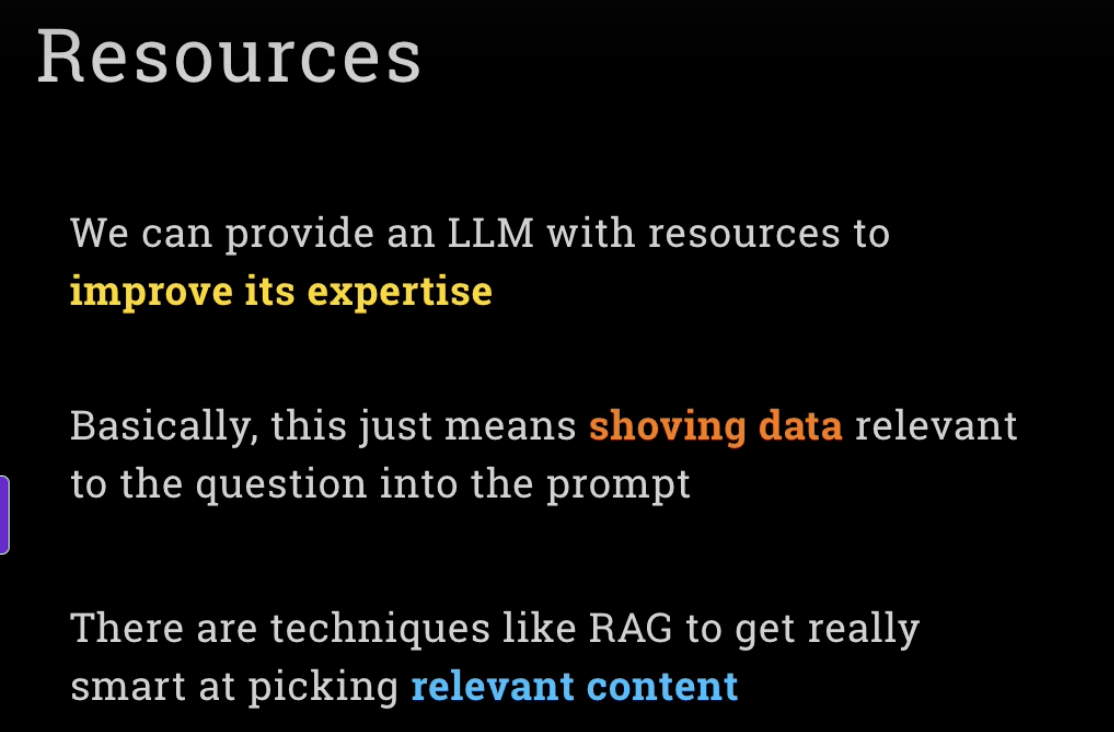 Resources
We can provide an LLM with resources to
improve its expertise
Basically, this just means shoving data relevant
to the question into the prompt
There are techniques like RAG to get really
smart at picking relevant content